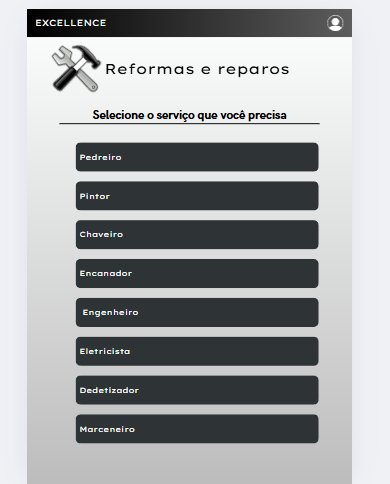 EXCELLENCE
Reformas e reparos
Selecione o serviço que você precisa
Pedreiro
Pintor
Chaveiro
Encanador
Engenheiro
Eletricista
Dedetizador
Marceneiro